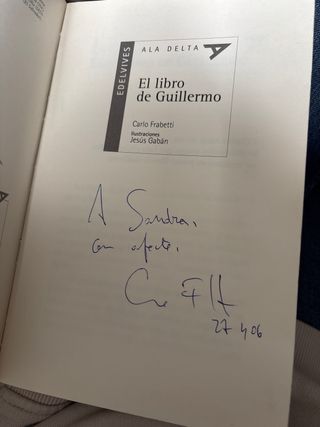 EDELVIVES
ALA DELTA
El libro
de Guillermo
Carlo Frabetti
Ilustraciones
Jesús Gabán
A Sandra,
con afecto,
27 4 06